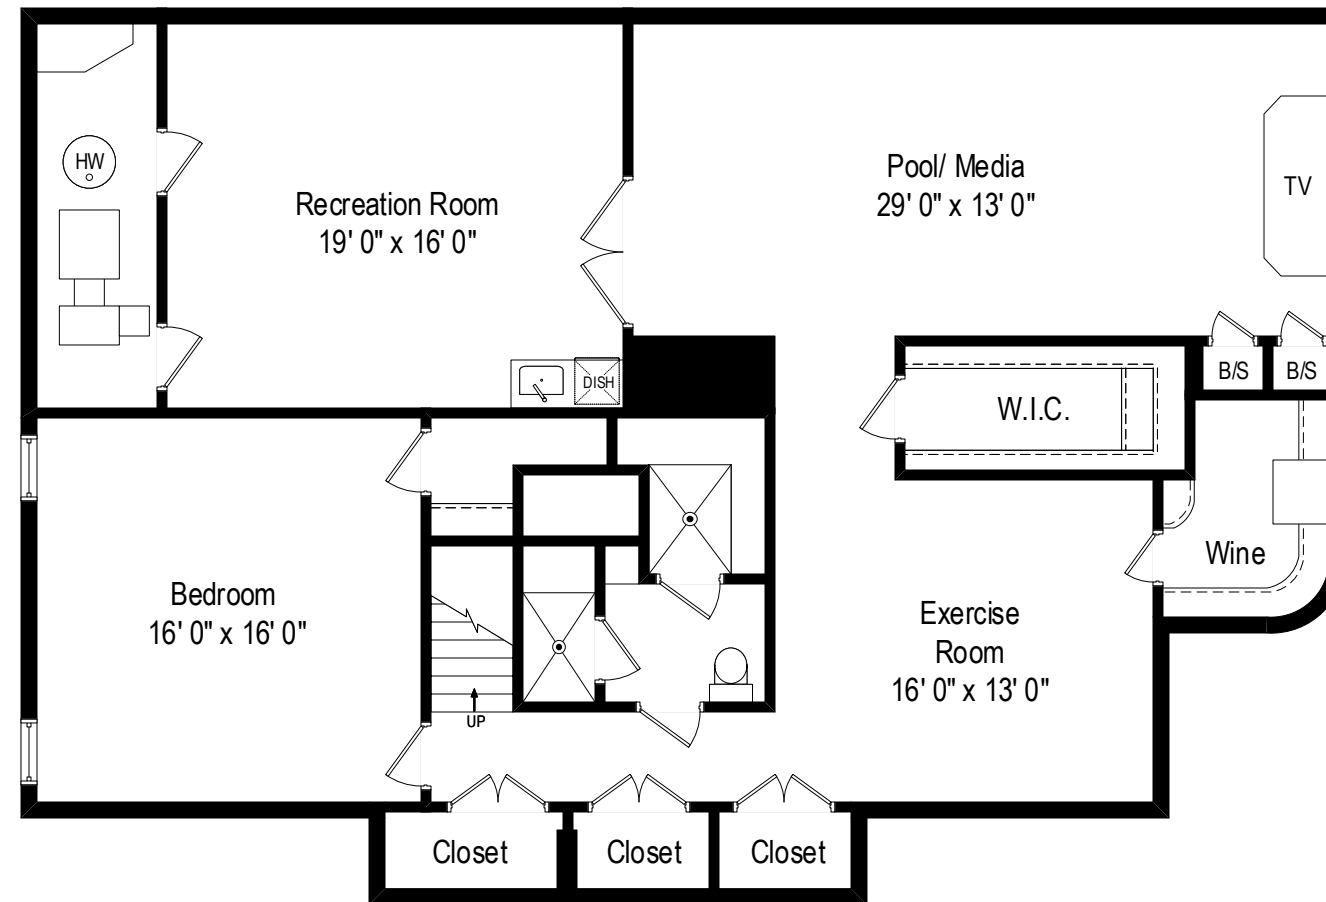 HW
Recreation Room
19' 0" x 16' 0"
Pool/ Media
29' 0" x 13' 0"
TV
DISH
B/S
B/S
W.I.C.
Wine
Bedroom
16' 0" x 16' 0"
UP
Exercise
Room
16' 0" x 13' 0"
Closet
Closet
Closet